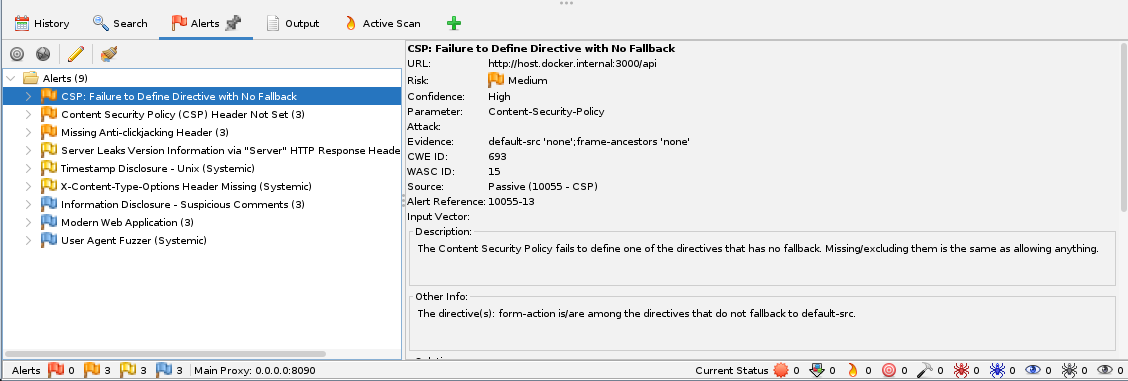 History Search Alerts Output Active Scan
Alerts (9)
CSP: Failure to Define Directive with No Fallback
Content Security Policy (CSP) Header Not Set (3)
Missing Anti-clickjacking Header (3)
Server Leaks Version Information via "Server" HTTP Response Heade
Timestamp Disclosure - Unix (Systemic)
X-Content-Type-Options Header Missing (Systemic)
Information Disclosure - Suspicious Comments (3)
Modern Web Application (3)
User Agent Fuzzer (Systemic)
CSP: Failure to Define Directive with No Fallback
URL: http://host.docker.internal:3000/api
Risk: Medium
Confidence: High
Parameter: Content-Security-Policy
Attack:
Evidence: default-src 'none';frame-ancestors 'none'
CWE ID: 693
WASC ID: 15
Source: Passive (10055 - CSP)
Alert Reference: 10055-13
Input Vector:
Description:
The Content Security Policy fails to define one of the directives that has no fallback. Missing/excluding them is the same as allowing anything.
Other Info:
The directive(s): form-action is/are among the directives that do not fallback to default-src.
Alerts 0 3 3 3 Main Proxy: 0.0.0.0:8090 Current Status 0 0 0 0 0 0 0 0 0 0